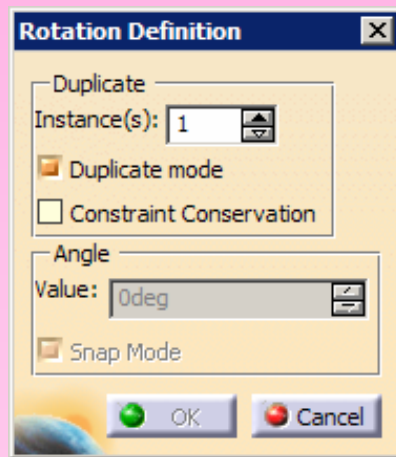 Rotation Definition
Duplicate
Instance(s): 1
Duplicate mode
Constraint Conservation
Angle
Value: 0deg
Snap Mode
OK Cancel